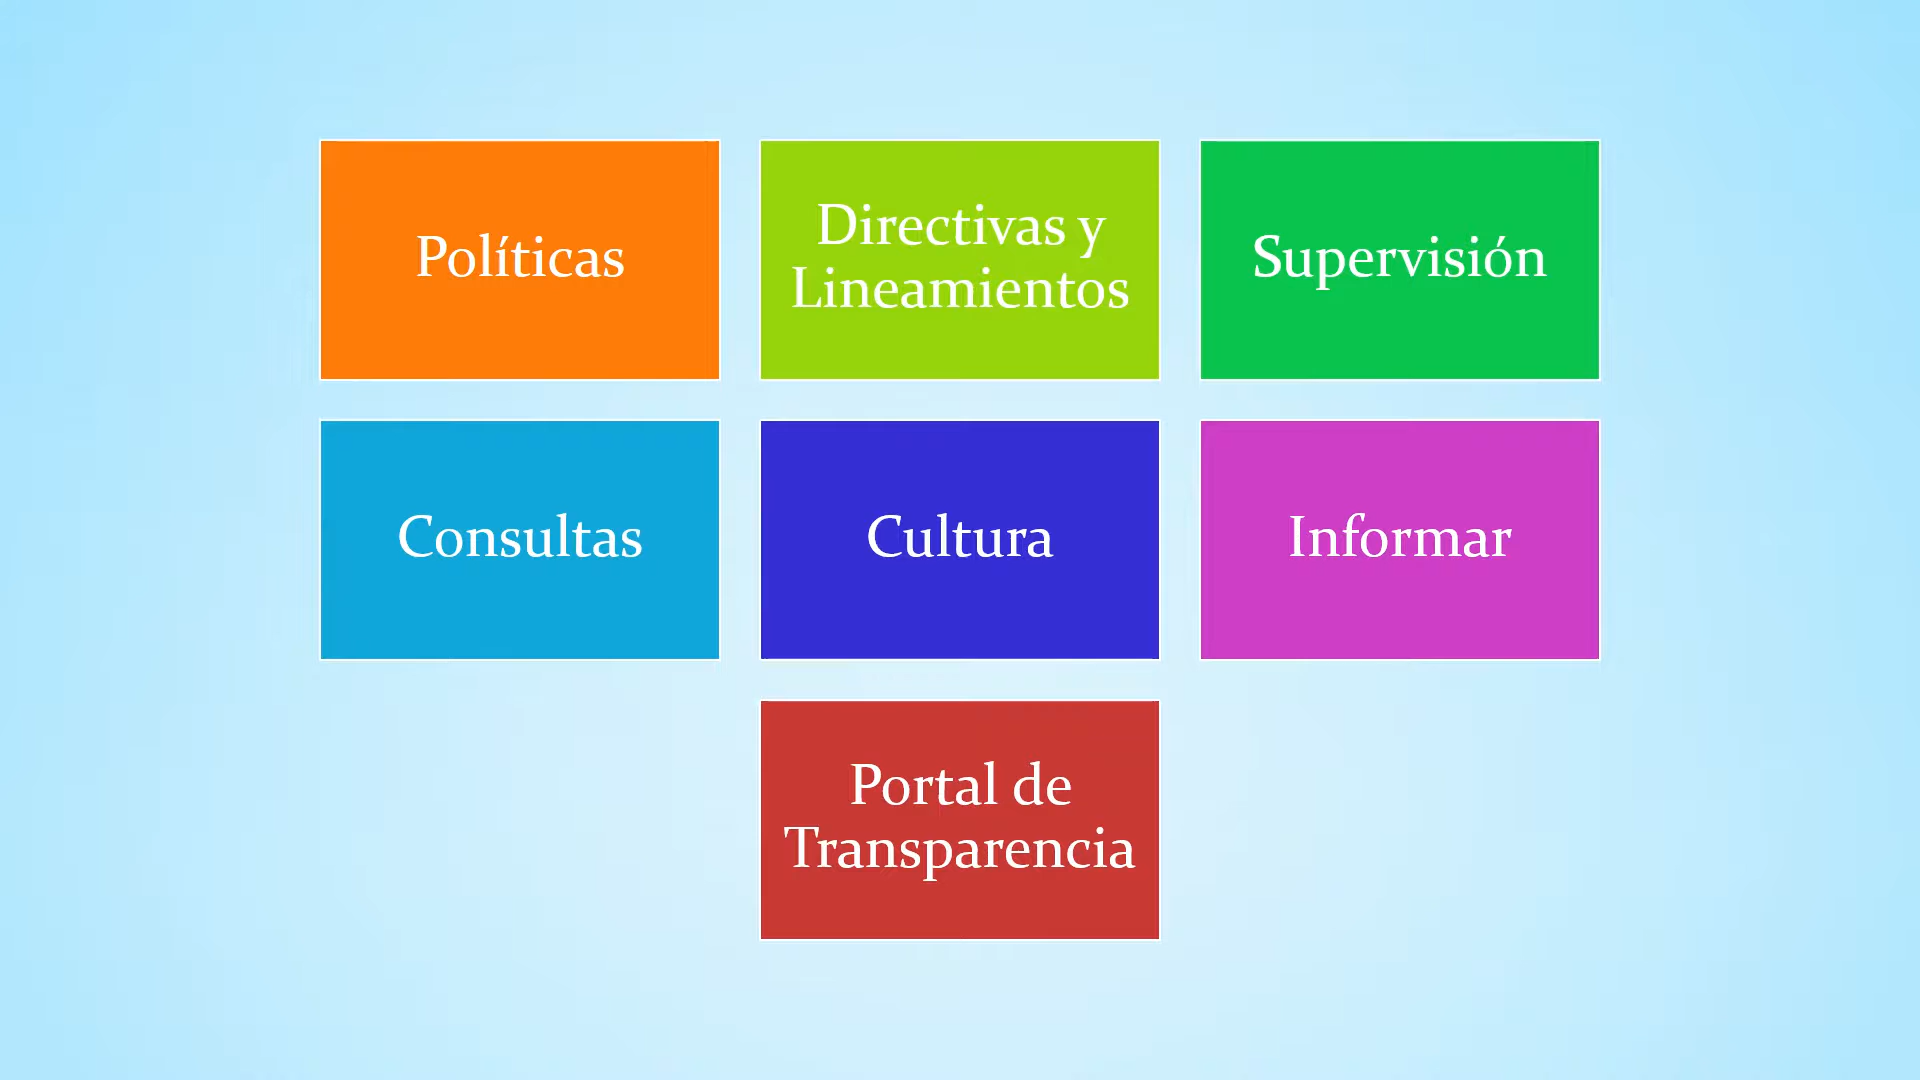 Políticas
Directivas y
Lineamientos
Supervisión
Consultas
Cultura
Informar
Portal de
Transparencia